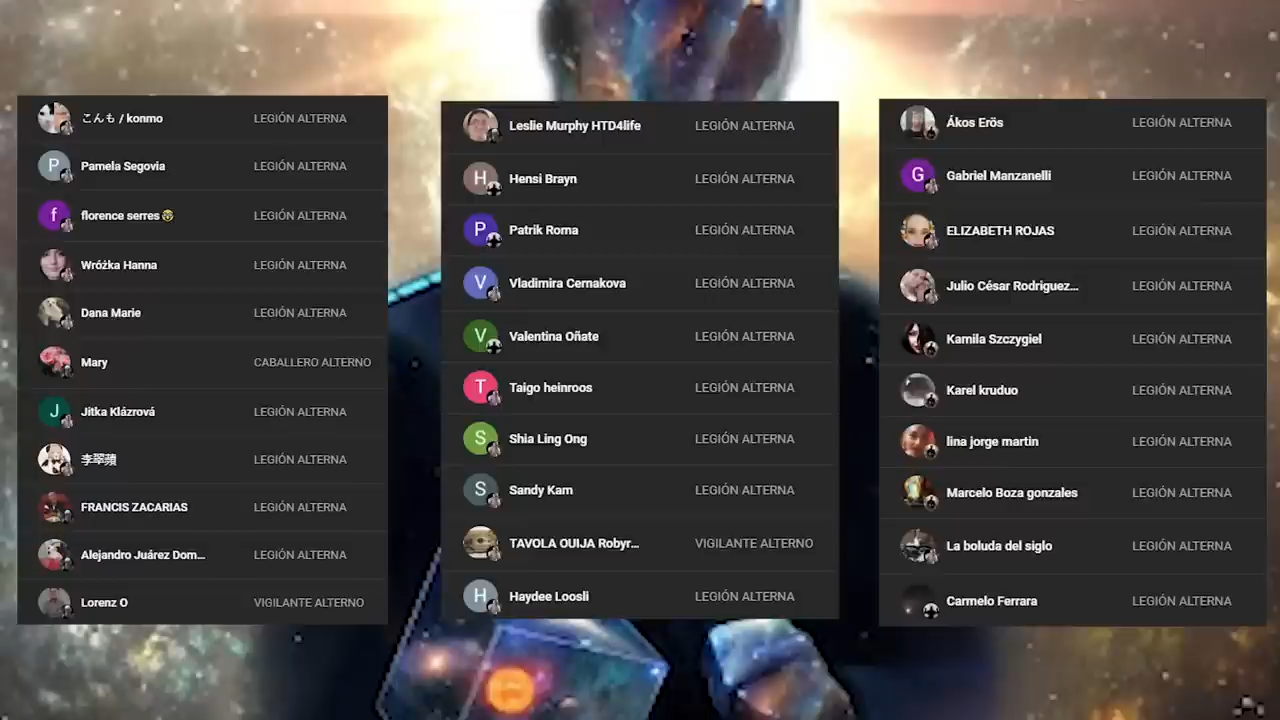 こんも / konmo LEGIÓN ALTERNA
P Pamela Segovia LEGIÓN ALTERNA
f florence serres LEGIÓN ALTERNA
Wróżka Hanna LEGIÓN ALTERNA
Dana Marie LEGIÓN ALTERNA
Mary CABALLERO ALTERNO
J Jitka Klázrová LEGIÓN ALTERNA
李翠蘋 LEGIÓN ALTERNA
FRANCIS ZACARIAS LEGIÓN ALTERNA
Alejandro Juárez Dom... LEGIÓN ALTERNA
Lorenz O VIGILANTE ALTERNO
Leslie Murphy HTD4life LEGIÓN ALTERNA
H Hensi Brayn LEGIÓN ALTERNA
P Patrik Roma LEGIÓN ALTERNA
V Vladimira Cernakova LEGIÓN ALTERNA
V Valentina Oñate LEGIÓN ALTERNA
T Taigo heinroos LEGIÓN ALTERNA
S Shia Ling Ong LEGIÓN ALTERNA
S Sandy Kam LEGIÓN ALTERNA
TAVOLA OUIJA Robyr... VIGILANTE ALTERNO
H Haydee Loosli LEGIÓN ALTERNA
Ákos Erös LEGIÓN ALTERNA
G Gabriel Manzanelli LEGIÓN ALTERNA
ELIZABETH ROJAS LEGIÓN ALTERNA
Julio César Rodriguez... LEGIÓN ALTERNA
Kamila Szczygiel LEGIÓN ALTERNA
Karel kruduo LEGIÓN ALTERNA
lina jorge martin LEGIÓN ALTERNA
Marcelo Boza gonzales LEGIÓN ALTERNA
La boluda del siglo LEGIÓN ALTERNA
Carmelo Ferrara LEGIÓN ALTERNA